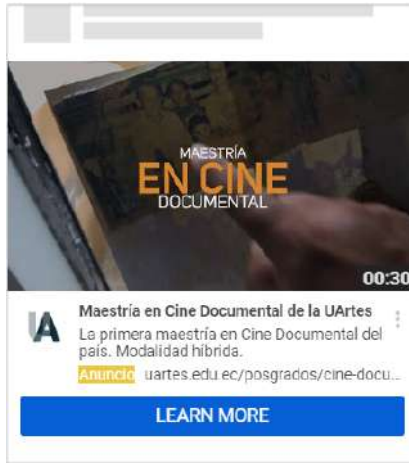 MAESTRÍA
EN CINE
DOCUMENTAL
00:30
UA
Maestría en Cine Documental de la UArtes
La primera maestría en Cine Documental del
país. Modalidad híbrida.
Anuncio uartes.edu.ec/posgrados/cine-docu...
LEARN MORE